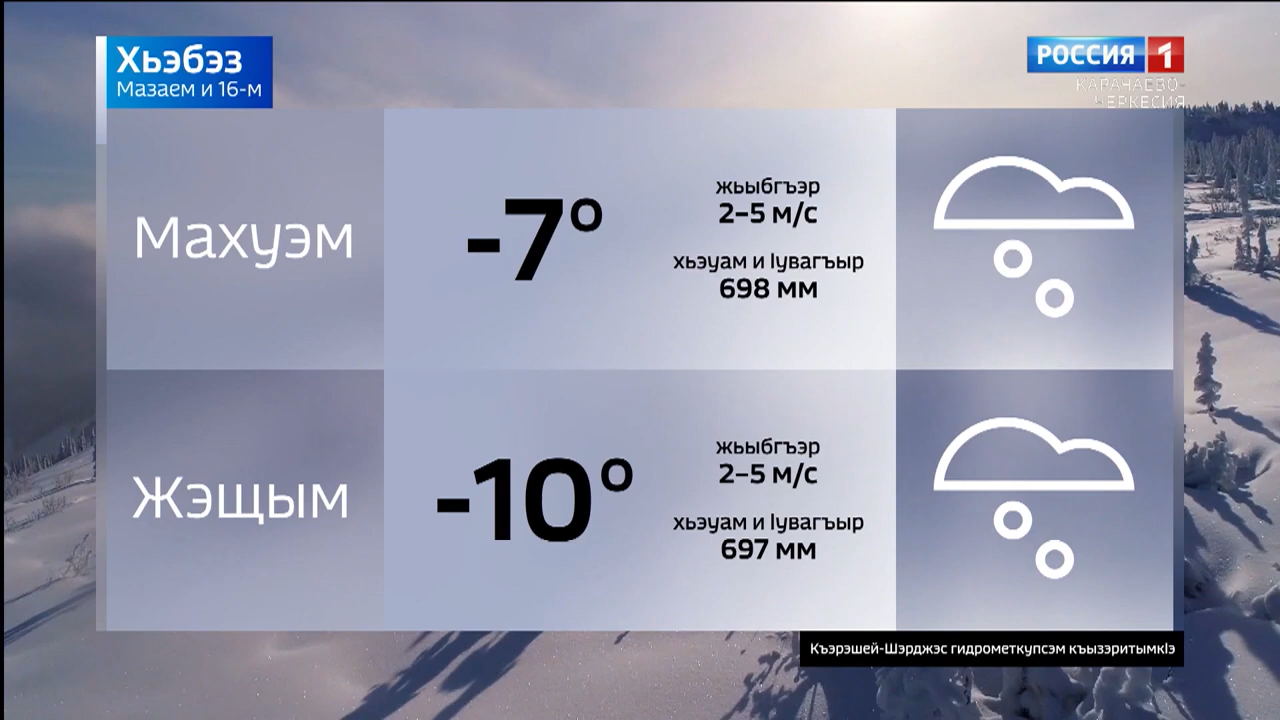 Хьэбэз
Мазаем и 16-м
РОССИЯ 1
КАРАЧАЕВО-
ЧЕРКЕСИЯ
Махуэм
-7°
жьыбгъэр
2–5 м/с
хьэуам и Iувагъыр
698 мм
Жэщым
-10°
жьыбгъэр
2–5 м/с
хьэуам и Iувагъыр
697 мм
Къэрэшей-Шэрджэс гидрометкупсэм къызэритымкIэ